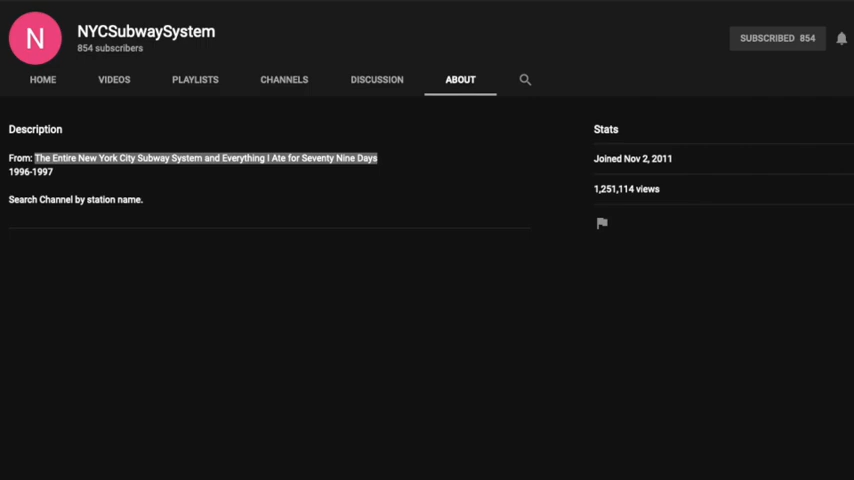 N
NYCSubwaySystem
854 subscribers
SUBSCRIBED 854
HOME VIDEOS PLAYLISTS CHANNELS DISCUSSION ABOUT
Description
From: The Entire New York City Subway System and Everything I Ate for Seventy Nine Days
1996-1997
Search Channel by station name.
Stats
Joined Nov 2, 2011
1,251,114 views